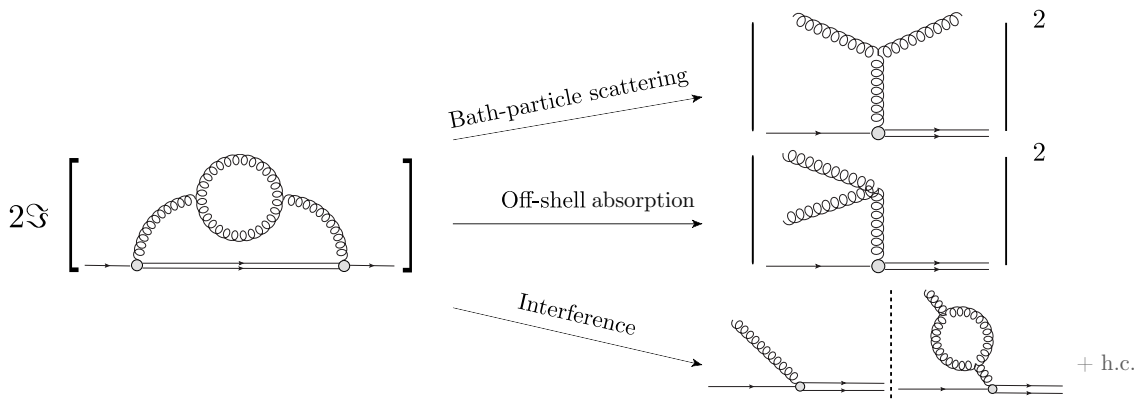 2ℑ
Bath-particle scattering
2
Off-shell absorption
2
Interference
+ h.c.